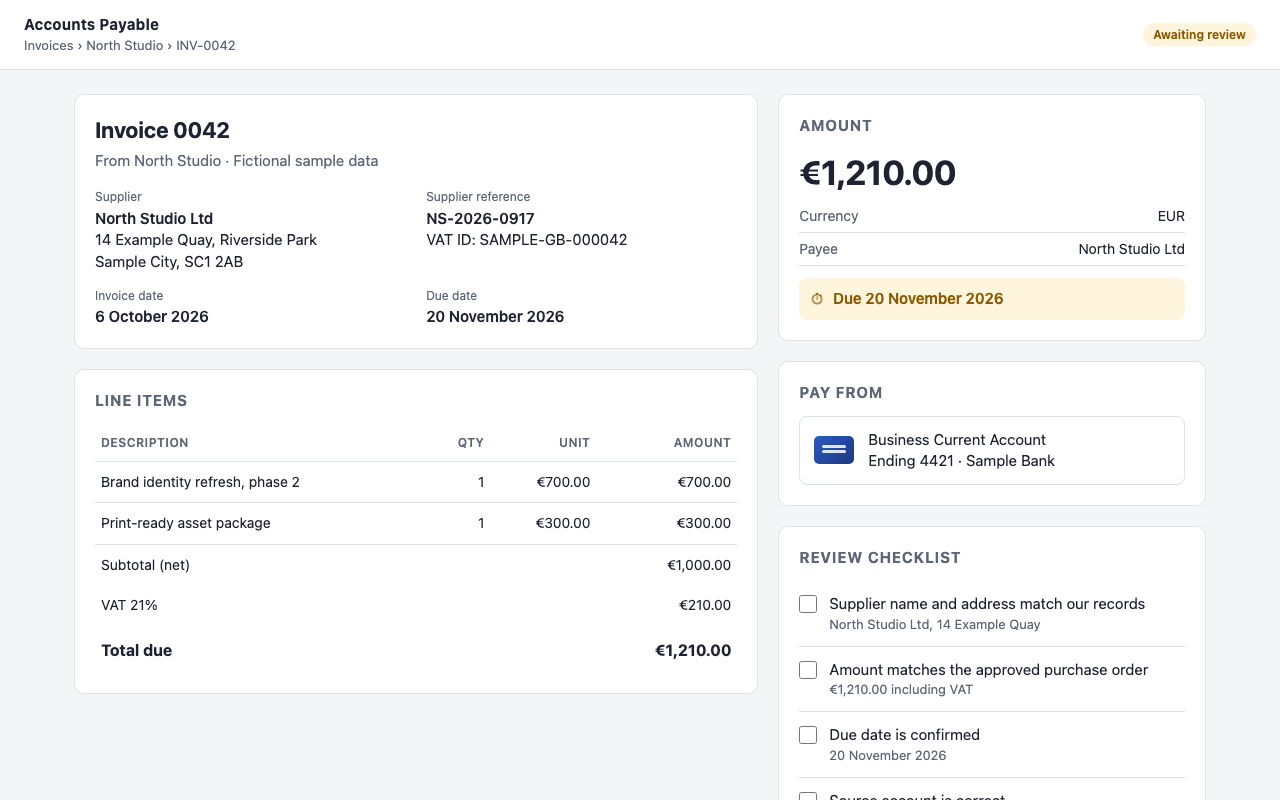 Accounts Payable
Invoices › North Studio › INV-0042
Awaiting review
Invoice 0042
From North Studio · Fictional sample data
Supplier
North Studio Ltd
14 Example Quay, Riverside Park
Sample City, SC1 2AB
Supplier reference
NS-2026-0917
VAT ID: SAMPLE-GB-000042
Invoice date
6 October 2026
Due date
20 November 2026
LINE ITEMS
DESCRIPTION QTY UNIT AMOUNT
Brand identity refresh, phase 2 1 €700.00 €700.00
Print-ready asset package 1 €300.00 €300.00
Subtotal (net) €1,000.00
VAT 21% €210.00
Total due €1,210.00
AMOUNT
€1,210.00
Currency EUR
Payee North Studio Ltd
Due 20 November 2026
PAY FROM
Business Current Account
Ending 4421 · Sample Bank
REVIEW CHECKLIST
Supplier name and address match our records
North Studio Ltd, 14 Example Quay
Amount matches the approved purchase order
€1,210.00 including VAT
Due date is confirmed
20 November 2026
Source account is correct